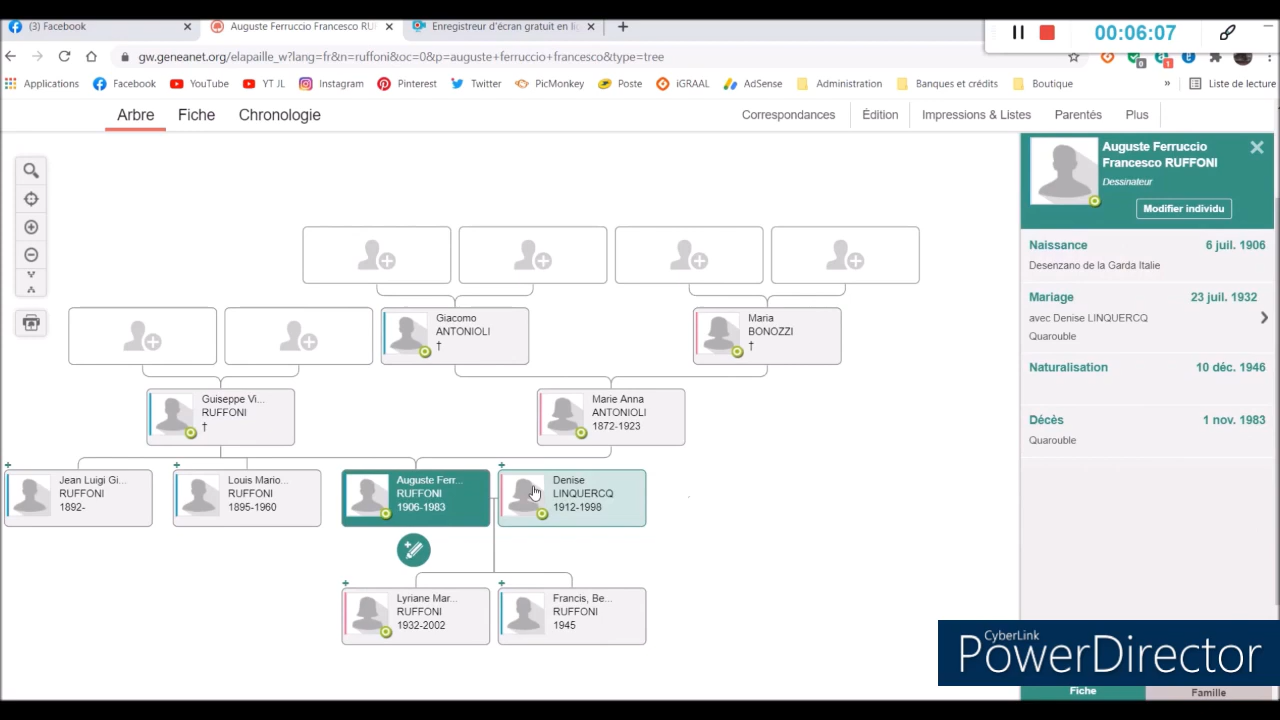 (3) Facebook
Auguste Ferruccio Francesco RUF
Enregistreur d'écran gratuit en li
00:06:07
gw.geneanet.org/elapaille_w?lang=fr&n=ruffoni&oc=0&p=auguste+ferruccio+francesco&type=tree
Applications
Facebook
YouTube
YT JL
Instagram
Pinterest
Twitter
PicMonkey
Poste
iGRAAL
AdSense
Administration
Banques et crédits
Boutique
»
Liste de lecture
Arbre
Fiche
Chronologie
Correspondances
Édition
Impressions & Listes
Parentés
Plus
Auguste Ferruccio
Francesco RUFFONI
Dessinateur
Modifier individu
Naissance
6 juil. 1906
Desenzano de la Garda Italie
Mariage
23 juil. 1932
avec Denise LINQUERCQ
Quarouble
Naturalisation
10 déc. 1946
Décès
1 nov. 1983
Quarouble
Giacomo
ANTONIOLI
†
Maria
BONOZZI
†
Guiseppe Vi...
RUFFONI
†
Marie Anna
ANTONIOLI
1872-1923
Jean Luigi Gi...
RUFFONI
1892-
Louis Mario...
RUFFONI
1895-1960
Auguste Ferr...
RUFFONI
1906-1983
Denise
LINQUERCQ
1912-1998
Lyriane Mar...
RUFFONI
1932-2002
Francis, Be...
RUFFONI
1945
CyberLink
PowerDirector
Fiche
Famille